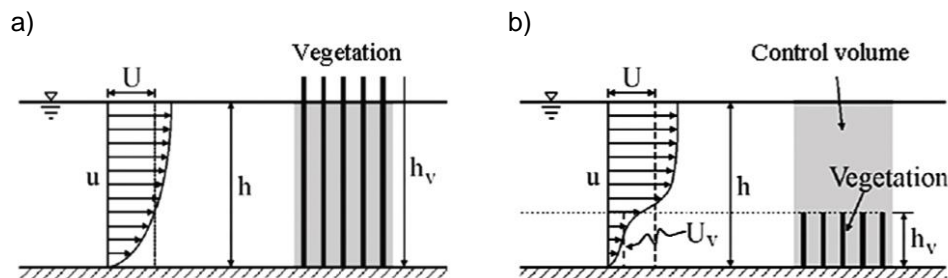 a)
Vegetation
U
u
h
h_v
b)
Control volume
U
u
h
Vegetation
U_v
h_v